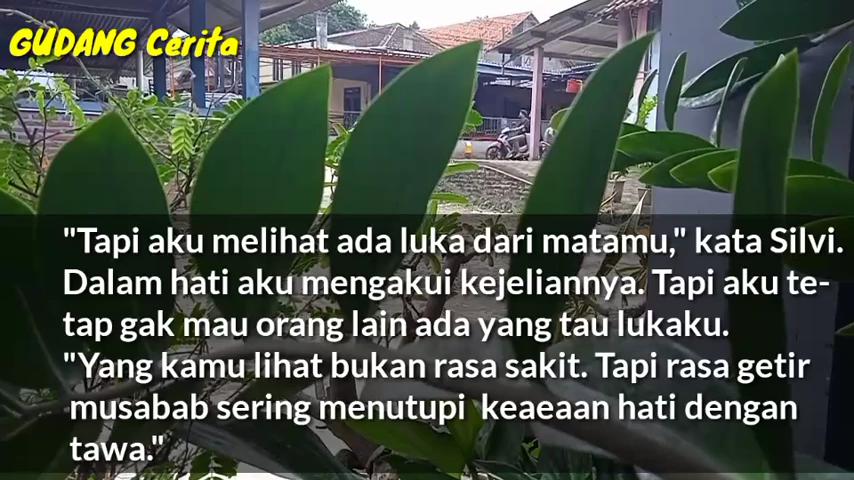 GUDANG Cerita
"Tapi aku melihat ada luka dari matamu," kata Silvi.
Dalam hati aku mengakui kejeliannya. Tapi aku te-
tap gak mau orang lain ada yang tau lukaku.
"Yang kamu lihat bukan rasa sakit. Tapi rasa getir
musabab sering menutupi keaeaan hati dengan
tawa."